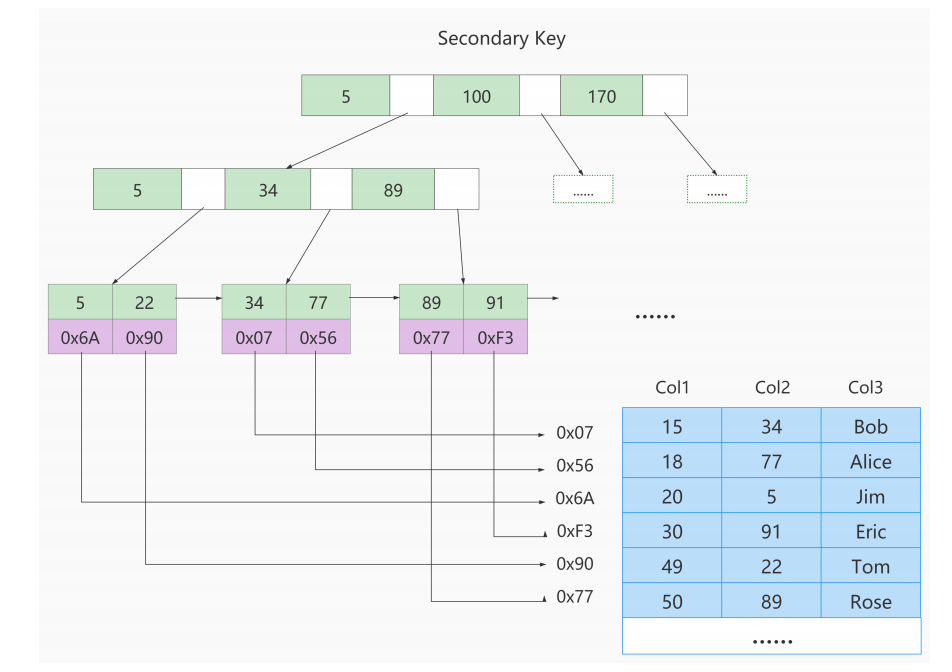 Secondary Key
5 100 170
5 34 89
...... ......
5 22 34 77 89 91
0x6A 0x90 0x07 0x56 0x77 0xF3
......
Col1 Col2 Col3
0x07 15 34 Bob
0x56 18 77 Alice
0x6A 20 5 Jim
0xF3 30 91 Eric
0x90 49 22 Tom
0x77 50 89 Rose
......